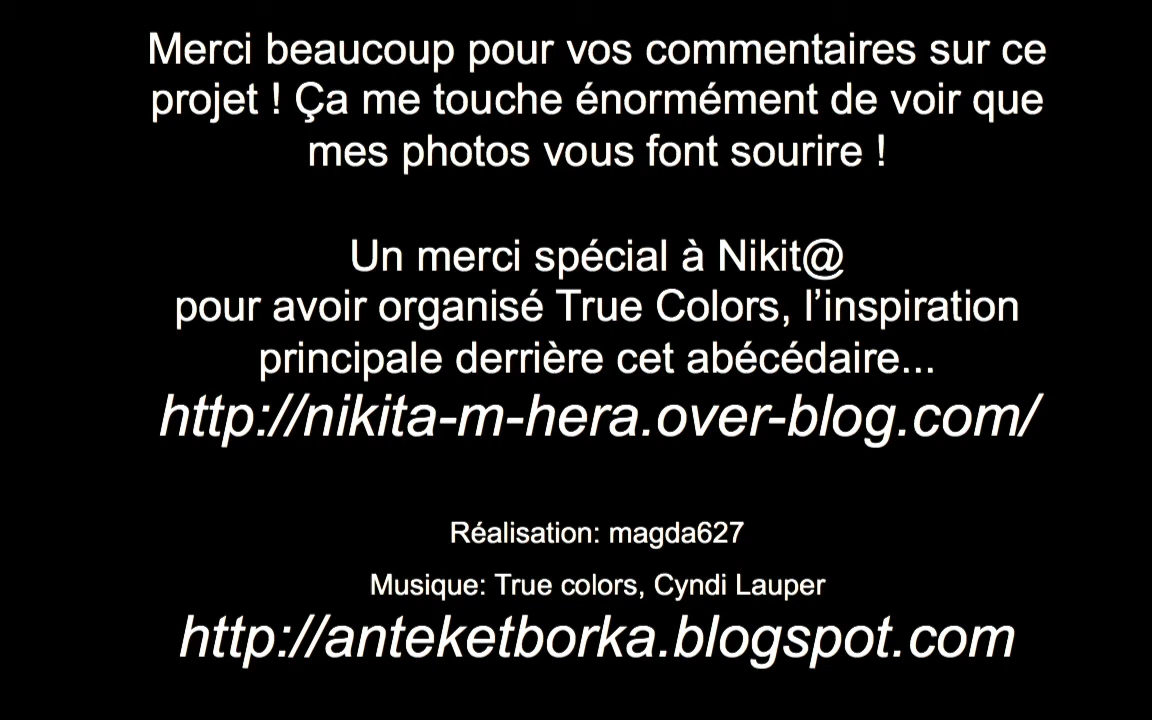 Merci beaucoup pour vos commentaires sur ce
projet ! Ça me touche énormément de voir que
mes photos vous font sourire !
Un merci spécial à Nikit@
pour avoir organisé True Colors, l’inspiration
principale derrière cet abécédaire...
http://nikita-m-hera.over-blog.com/
Réalisation: magda627
Musique: True colors, Cyndi Lauper
http://anteketborka.blogspot.com